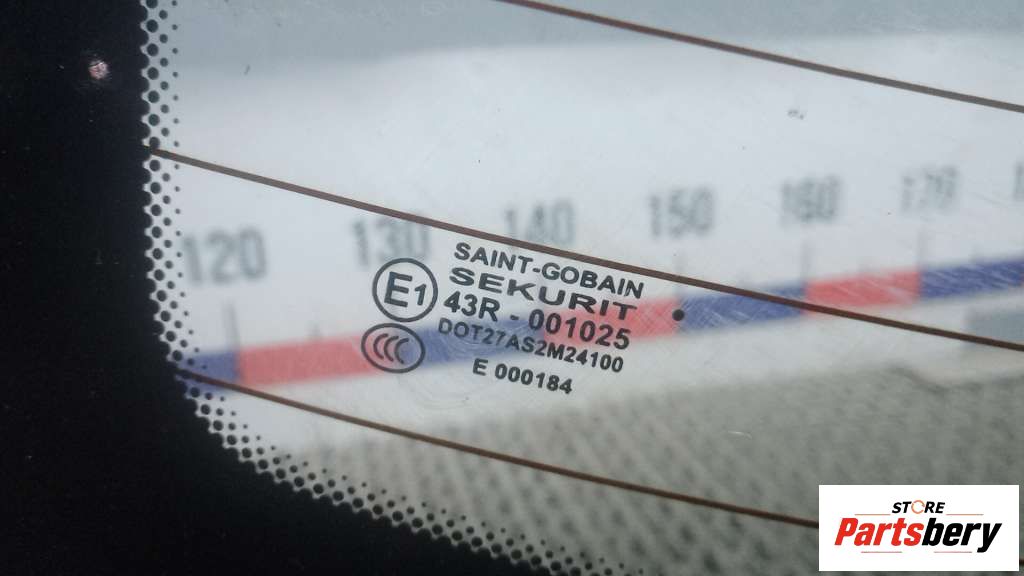 120 130 140 150 160 170
SAINT-GOBAIN
SEKURIT
E1
43R - 001025
DOT27AS2M24100
E 000184
STORE
Partsbery